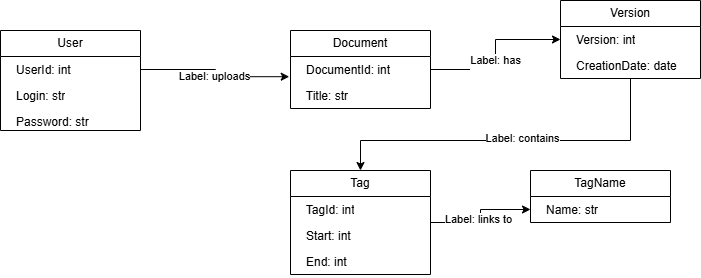 User
UserId: int
Login: str
Password: str
Label: uploads
Document
DocumentId: int
Title: str
Label: has
Version
Version: int
CreationDate: date
Label: contains
Tag
TagId: int
Start: int
End: int
Label: links to
TagName
Name: str